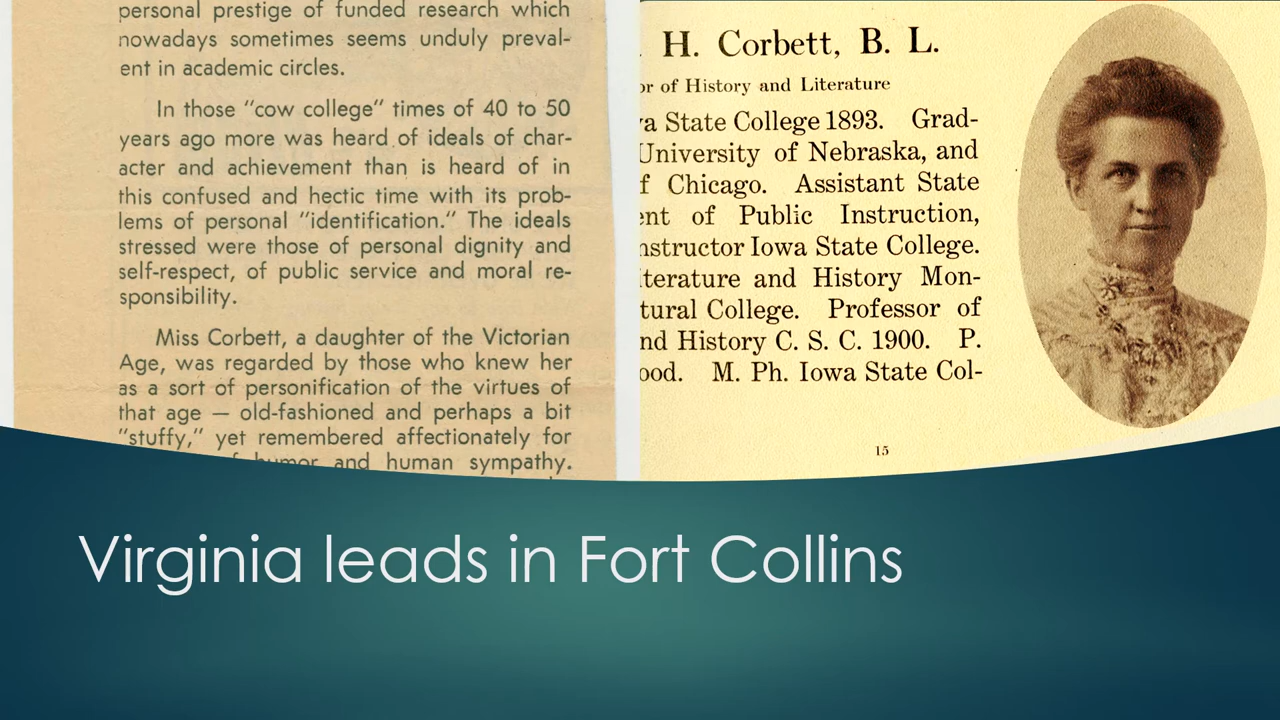 personal prestige of funded research which
nowadays sometimes seems unduly preval-
ent in academic circles.
In those "cow college" times of 40 to 50
years ago more was heard of ideals of char-
acter and achievement than is heard of in
this confused and hectic time with its prob-
lems of personal "identification." The ideals
stressed were those of personal dignity and
self-respect, of public service and moral re-
sponsibility.
Miss Corbett, a daughter of the Victorian
Age, was regarded by those who knew her
as a sort of personification of the virtues of
that age — old-fashioned and perhaps a bit
"stuffy," yet remembered affectionately for
humor and human sympathy.
. H. Corbett, B. L.
or of History and Literature
va State College 1893. Grad-
University of Nebraska, and
f Chicago. Assistant State
ent of Public Instruction,
nstructor Iowa State College.
iterature and History Mon-
tural College. Professor of
nd History C. S. C. 1900. P.
ood. M. Ph. Iowa State Col-
15
Virginia leads in Fort Collins